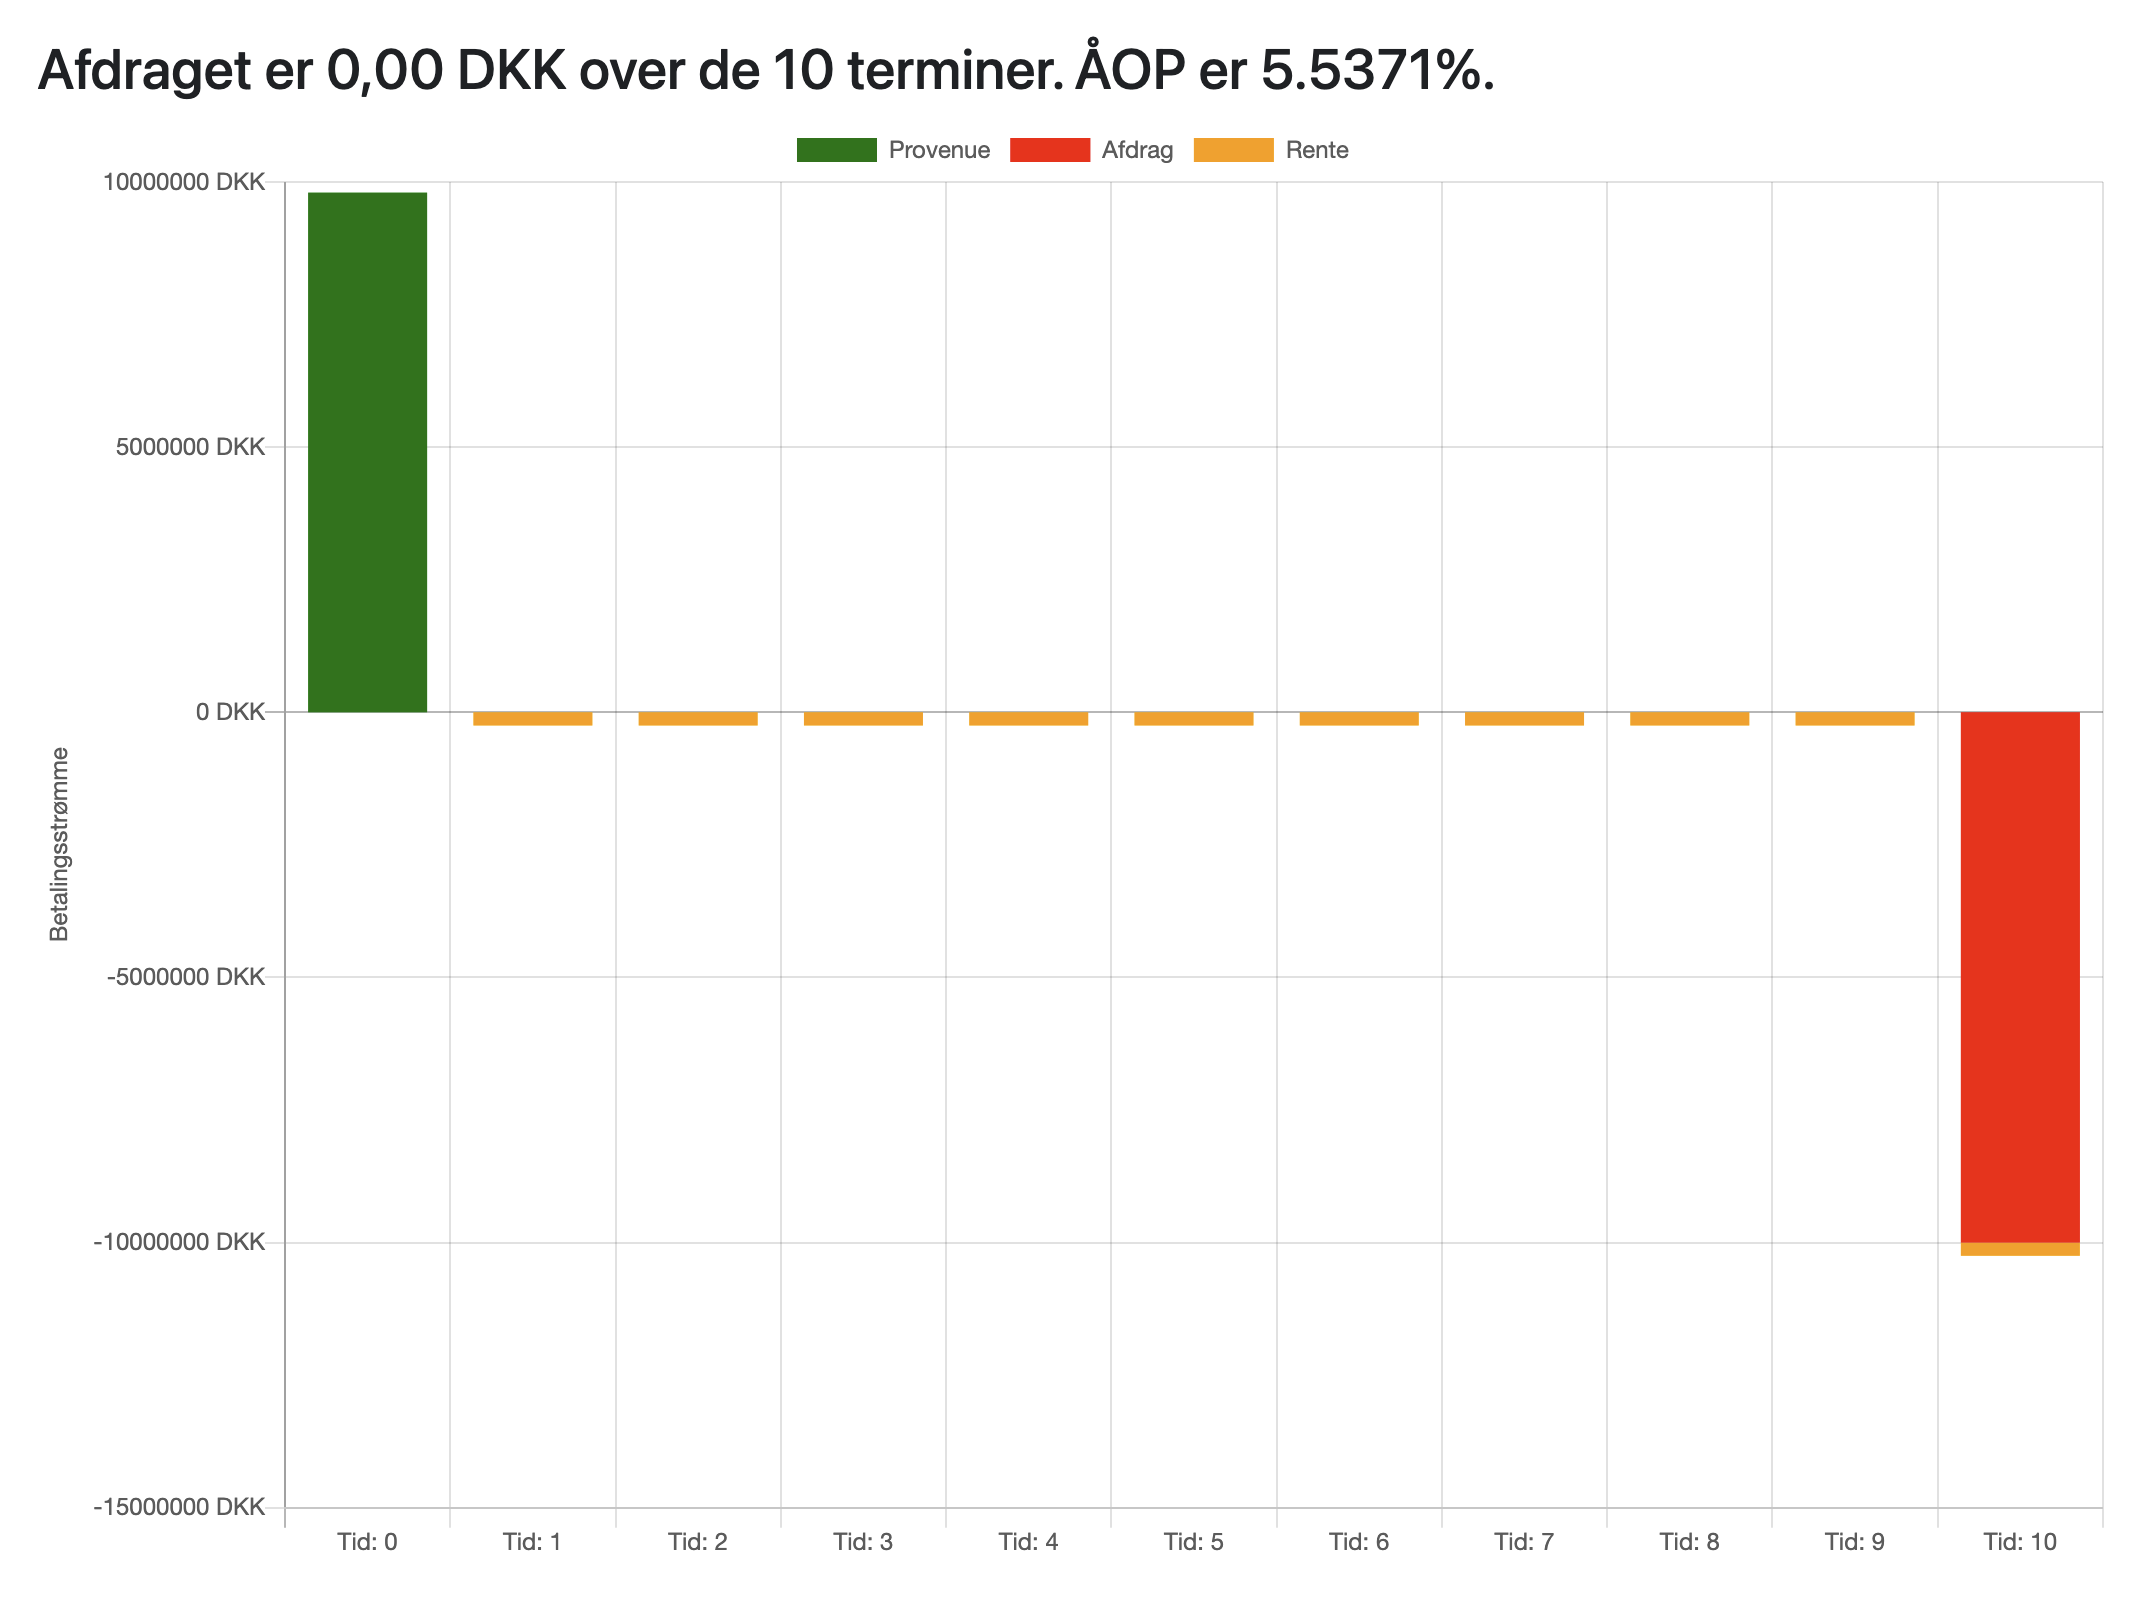 Afdraget er 0,00 DKK over de 10 terminer. ÅOP er 5.5371%.
Provenue Afdrag Rente
10000000 DKK
5000000 DKK
0 DKK
-5000000 DKK
-10000000 DKK
-15000000 DKK
Betalingsstrømme
Tid: 0 Tid: 1 Tid: 2 Tid: 3 Tid: 4 Tid: 5 Tid: 6 Tid: 7 Tid: 8 Tid: 9 Tid: 10